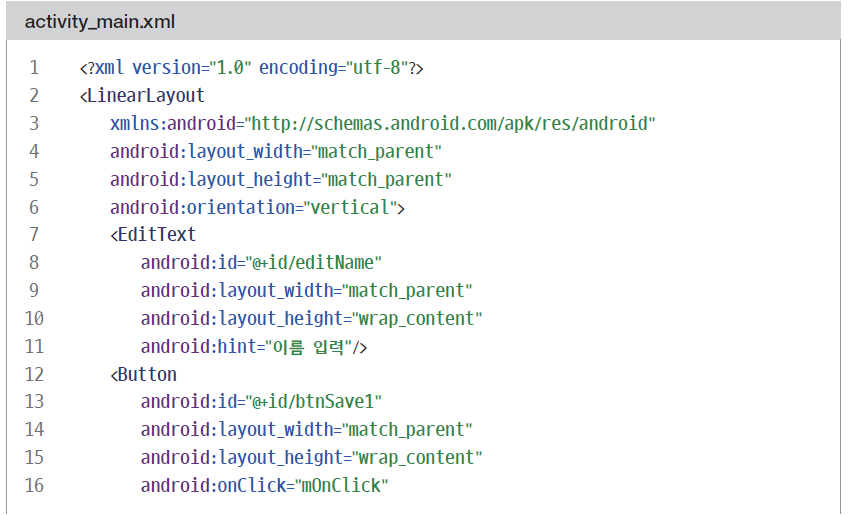 activity_main.xml
1 <?xml version="1.0" encoding="utf-8"?>
2 <LinearLayout
3 xmlns:android="http://schemas.android.com/apk/res/android"
4 android:layout_width="match_parent"
5 android:layout_height="match_parent"
6 android:orientation="vertical">
7 <EditText
8 android:id="@+id/editName"
9 android:layout_width="match_parent"
10 android:layout_height="wrap_content"
11 android:hint="이름 입력"/>
12 <Button
13 android:id="@+id/btnSave1"
14 android:layout_width="match_parent"
15 android:layout_height="wrap_content"
16 android:onClick="mOnClick"